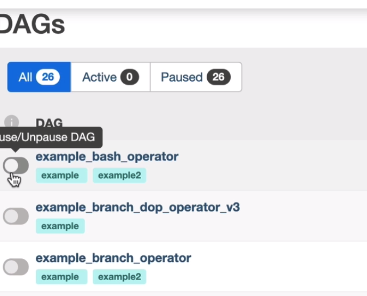 DAGs
All 26 Active 0 Paused 26
i DAG
use/Unpause DAG
example_bash_operator
example example2
example_branch_dop_operator_v3
example
example_branch_operator
example example2